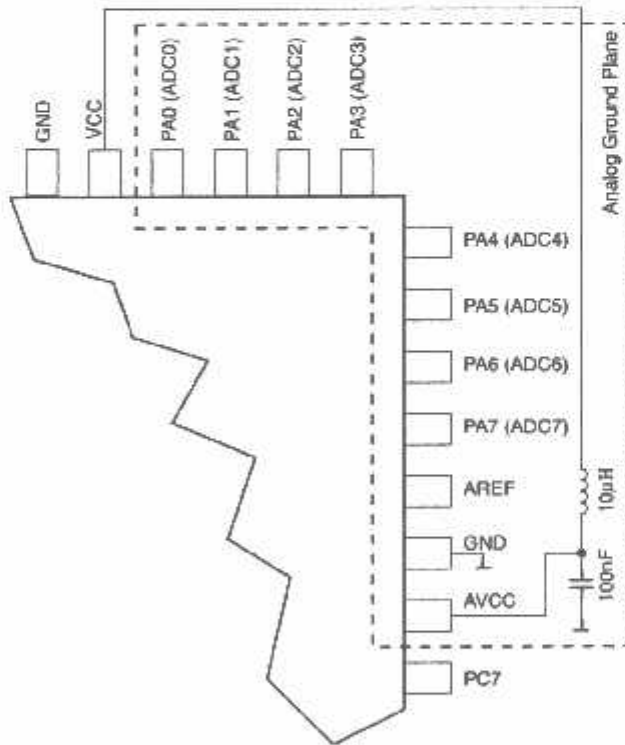 GND
VCC
PA0 (ADC0)
PA1 (ADC1)
PA2 (ADC2)
PA3 (ADC3)
Analog Ground Plane
PA4 (ADC4)
PA5 (ADC5)
PA6 (ADC6)
PA7 (ADC7)
AREF
10µH
GND
AVCC
100nF
PC7